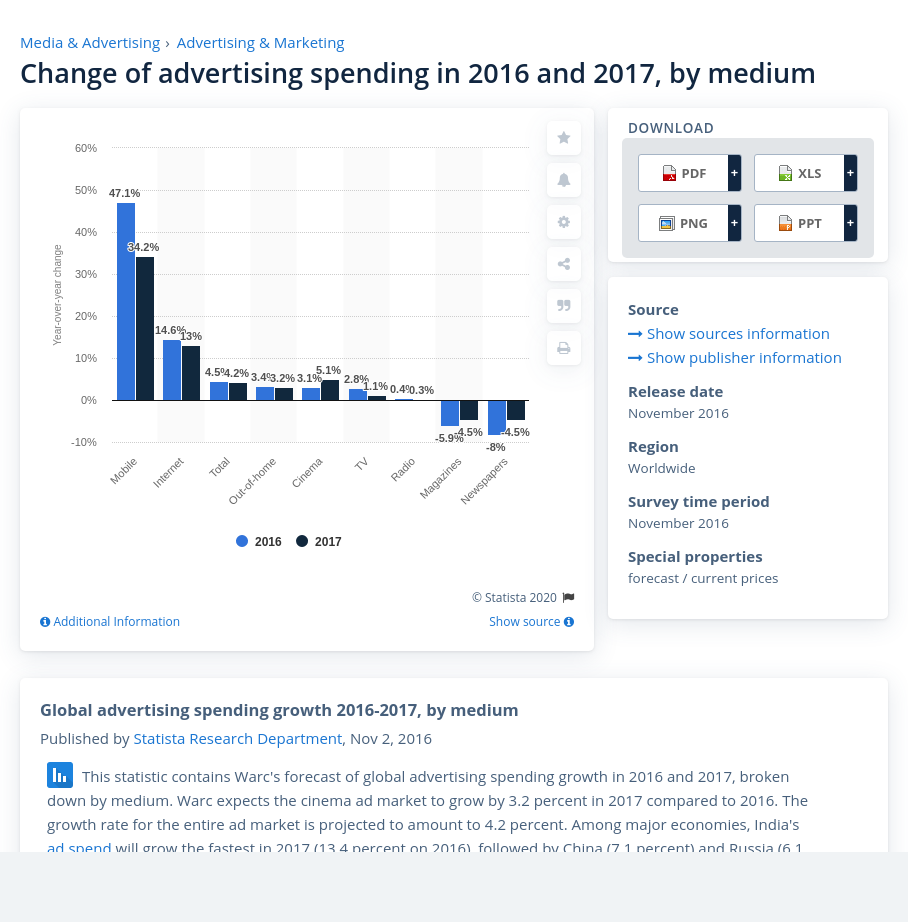 Media & Advertising › Advertising & Marketing
Change of advertising spending in 2016 and 2017, by medium
60%
50%
40%
30%
20%
10%
0%
-10%
Year-over-year change
47.1%
34.2%
14.6%
13%
4.5%
4.2%
3.4%
3.2%
3.1%
5.1%
2.8%
1.1%
0.4%
0.3%
-5.9%
-4.5%
-8%
-4.5%
Mobile
Internet
Total
Out-of-home
Cinema
TV
Radio
Magazines
Newspapers
2016 2017
© Statista 2020
Additional Information
Show source
DOWNLOAD
PDF +
XLS +
PNG +
PPT +
Source
Show sources information
Show publisher information
Release date
November 2016
Region
Worldwide
Survey time period
November 2016
Special properties
forecast / current prices
Global advertising spending growth 2016-2017, by medium
Published by Statista Research Department, Nov 2, 2016
This statistic contains Warc's forecast of global advertising spending growth in 2016 and 2017, broken
down by medium. Warc expects the cinema ad market to grow by 3.2 percent in 2017 compared to 2016. The
growth rate for the entire ad market is projected to amount to 4.2 percent. Among major economies, India's
ad spend will grow the fastest in 2017 (13.4 percent on 2016), followed by China (7.1 percent) and Russia (6.1